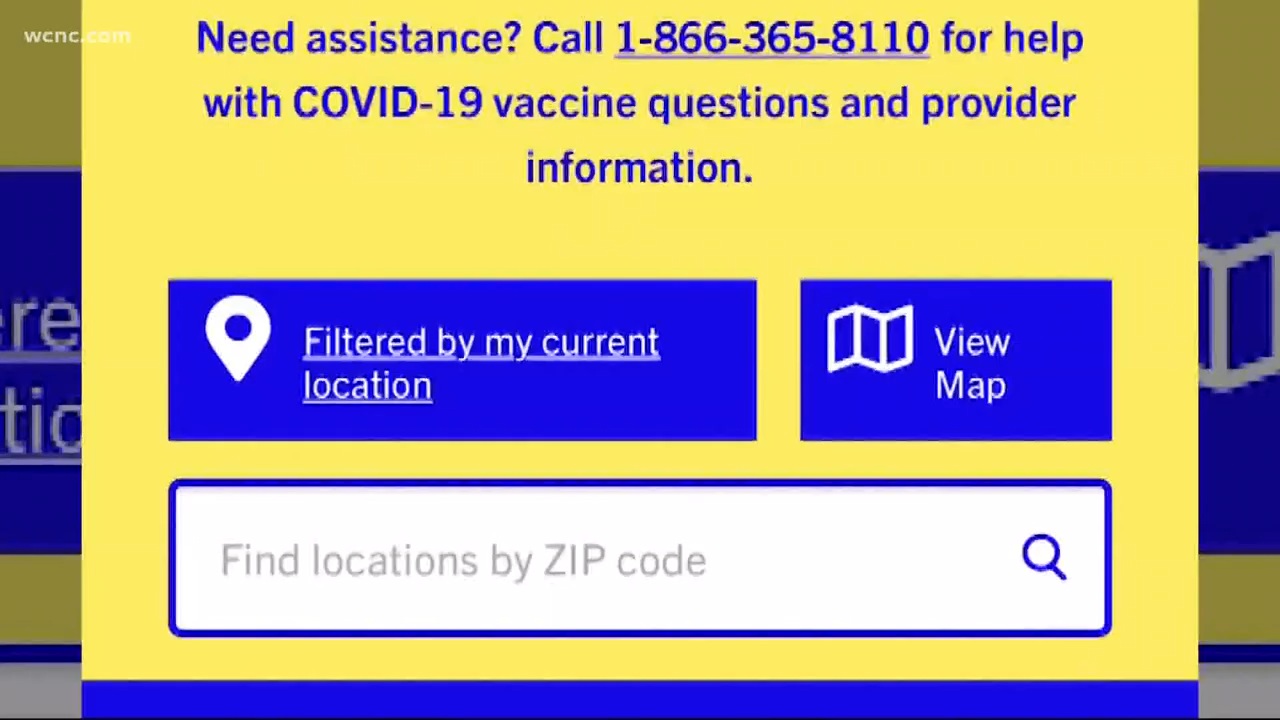 wcnc.com
Need assistance? Call 1-866-365-8110 for help
with COVID-19 vaccine questions and provider
information.
Filtered by my current
location
View
Map
Find locations by ZIP code